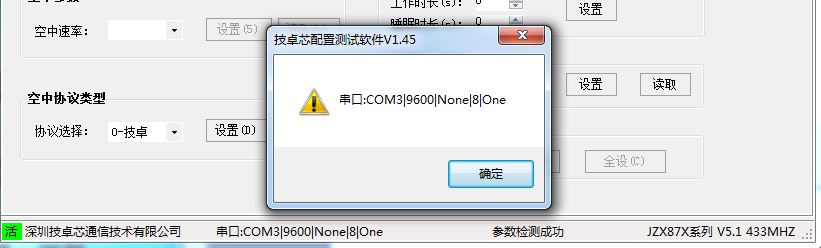 工作时长(s): 0
设置
空中速率:
设置(S)
睡眠时长(s): 0
技卓芯配置测试软件V1.45
串口:COM3|9600|None|8|One
确定
设置
读取
空中协议类型
协议选择: 0-技卓
设置(D)
全设(C)
活
深圳技卓芯通信技术有限公司
串口:COM3|9600|None|8|One
参数检测成功
JZX87X系列 V5.1 433MHZ